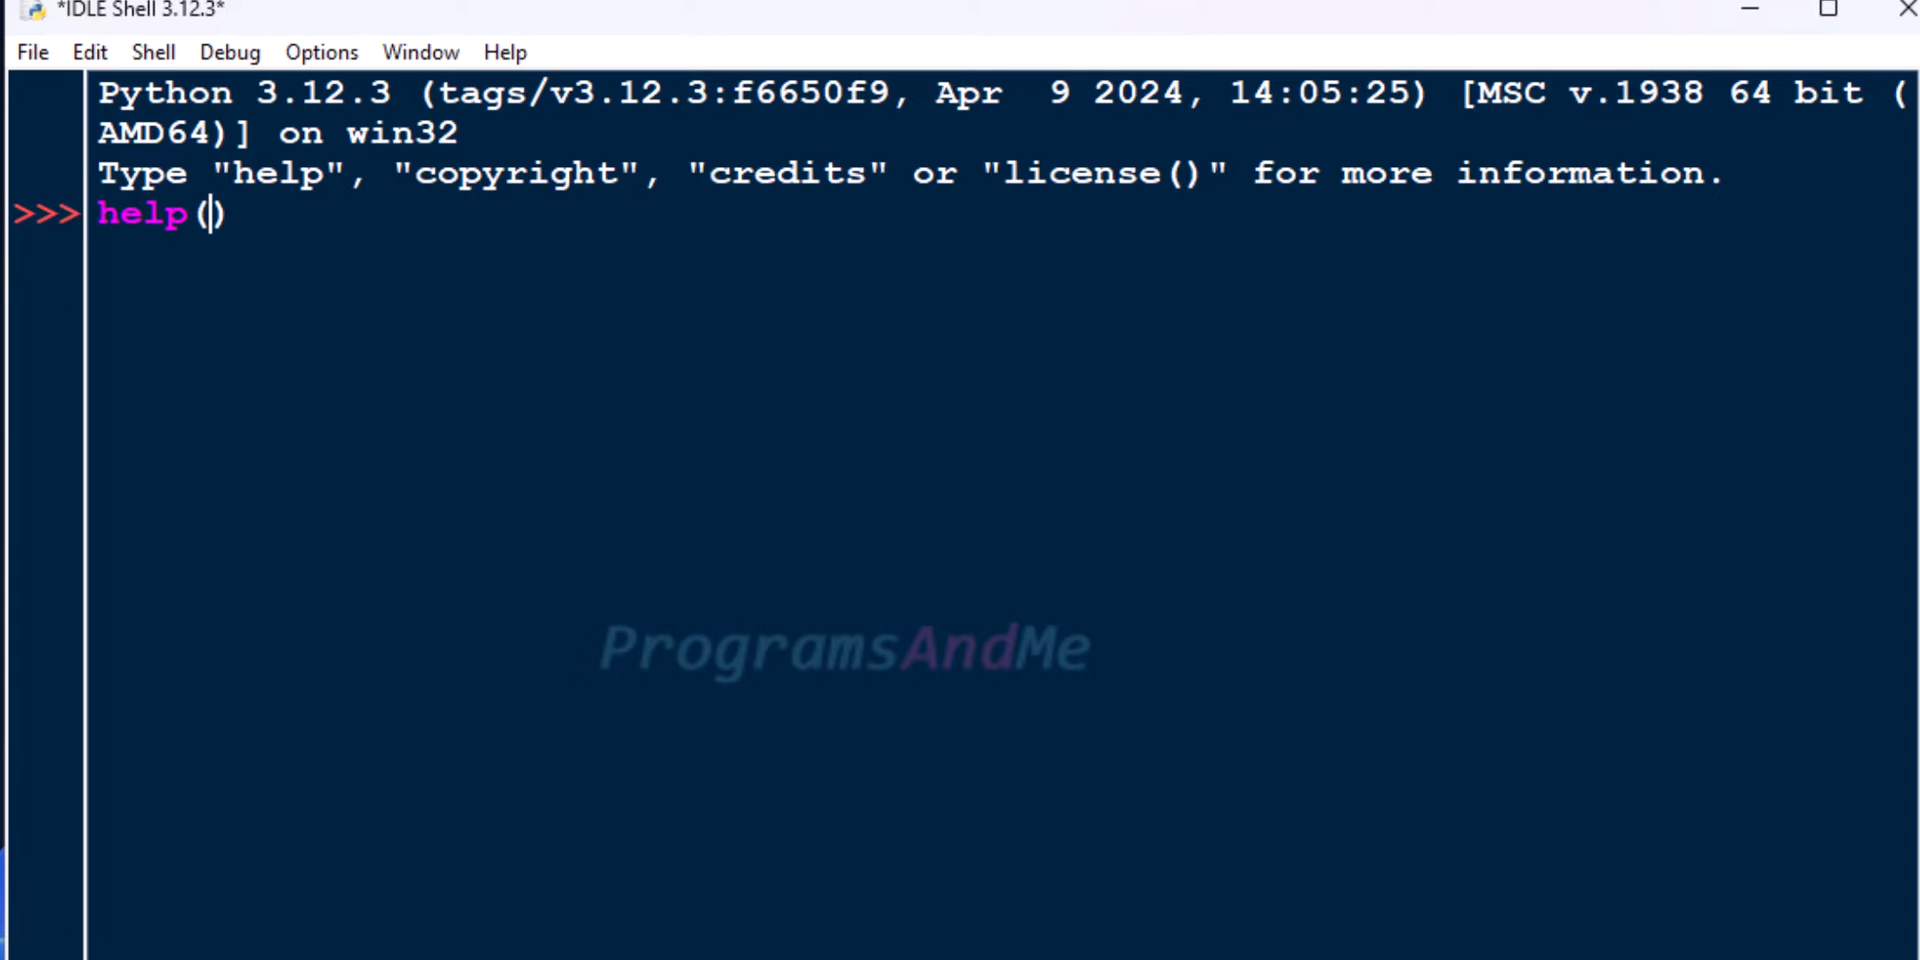 *IDLE Shell 3.12.3*
File Edit Shell Debug Options Window Help
Python 3.12.3 (tags/v3.12.3:f6650f9, Apr  9 2024, 14:05:25) [MSC v.1938 64 bit (
AMD64)] on win32
Type "help", "copyright", "credits" or "license()" for more information.
>>> help()
ProgramsAndMe